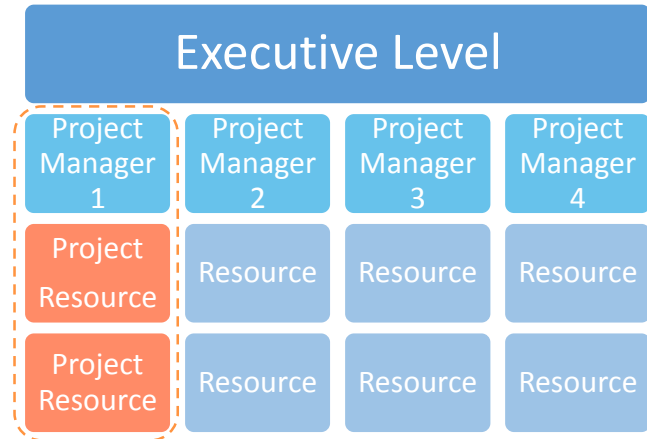 Executive Level
Project
Manager
1
Project
Manager
2
Project
Manager
3
Project
Manager
4
Project
Resource
Resource
Resource
Resource
Project
Resource
Resource
Resource
Resource